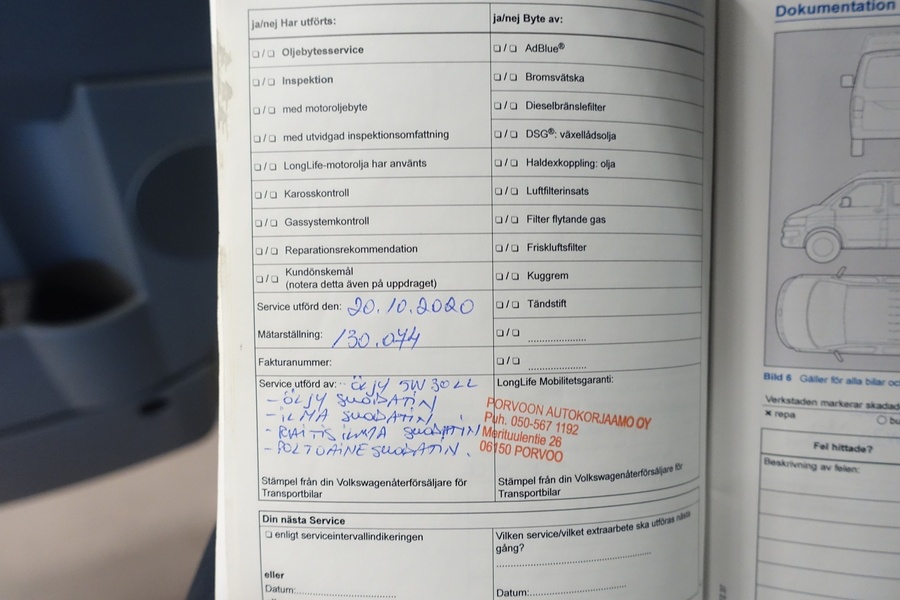 ja/nej Har utförts:
ja/nej Byte av:
❏ / ❏ Oljebytesservice
❏ / ❏ AdBlue®
❏ / ❏ Inspektion
❏ / ❏ Bromsvätska
❏ / ❏ med motoroljebyte
❏ / ❏ Dieselbränslefilter
❏ / ❏ med utvidgad inspektionsomfattning
❏ / ❏ DSG®: växellådsolja
❏ / ❏ LongLife-motorolja har använts
❏ / ❏ Haldexkoppling: olja
❏ / ❏ Karosskontroll
❏ / ❏ Luftfilterinsats
❏ / ❏ Gassystemkontroll
❏ / ❏ Filter flytande gas
❏ / ❏ Reparationsrekommendation
❏ / ❏ Friskluftsfilter
❏ / ❏ Kundönskemål
(notera detta även på uppdraget)
❏ / ❏ Kuggrem
Service utförd den: 20.10.2020
❏ / ❏ Tändstift
Mätarställning: 130.074
❏ / ❏ ....................
Fakturanummer:
❏ / ❏ ....................
Service utförd av: - ÖLJY 5W30LL
- ÖLJY SUODATIN
- ILMA SUODATIN
- RAITIS ILMA SUODATIN
- POLTOAINE SUODATIN.
LongLife Mobilitetsgaranti:
PORVOON AUTOKORJAAMO OY
Puh. 050-567 1192
Merituulentie 26
06150 PORVOO
Stämpel från din Volkswagenåterförsäljare för
Transportbilar
Stämpel från din Volkswagenåterförsäljare för
Transportbilar
Din nästa Service
❏ enligt serviceintervallindikeringen
Vilken service/vilket extraarbete ska utföras nästa
gång?
eller
Datum:..............................
Datum:..............................
Dokumentation
Bild 6 Gäller för alla bilar
Verkstaden markerar
✕ repa
Fel hittade?
Beskrivning av felen: